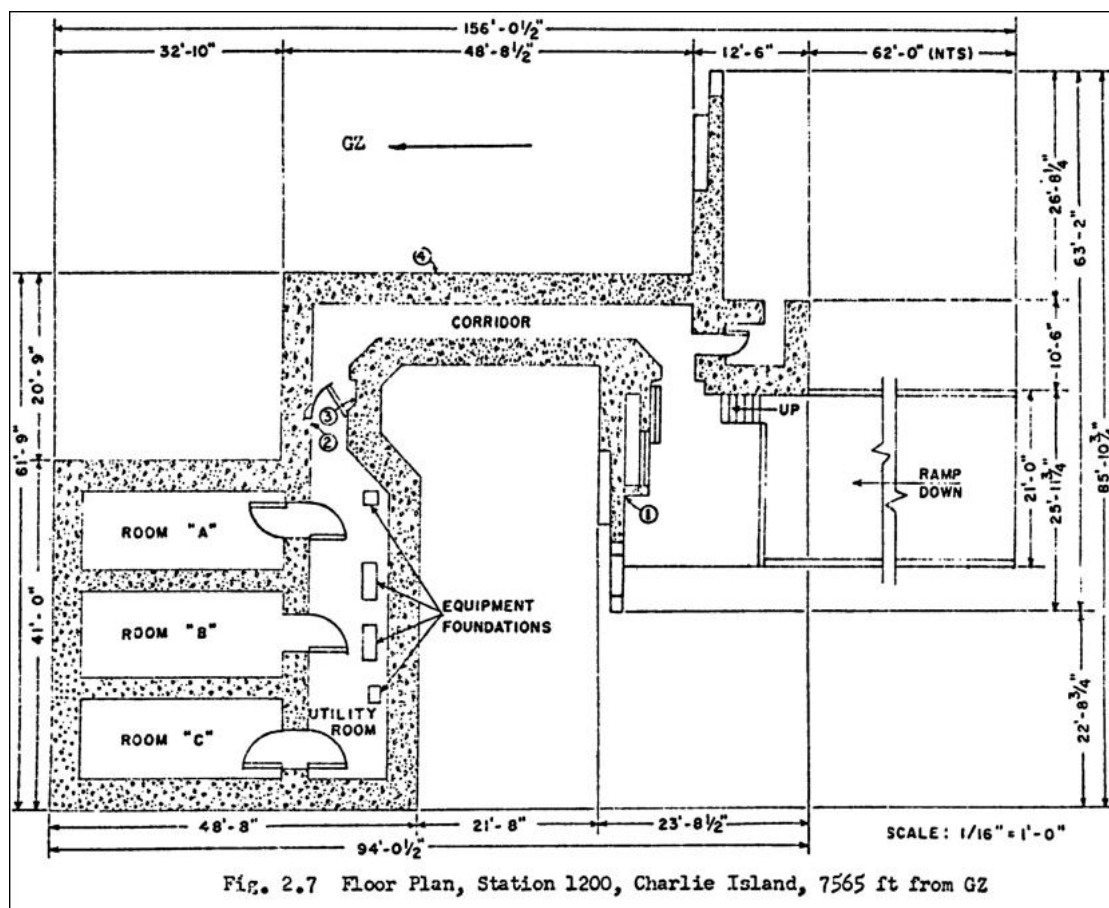 156'-0½"
32'-10"
48'-8½"
12'-6"
62'-0" (NTS)
GZ
26'-8¼"
63'-2"
85'-10¾"
4
CORRIDOR
10'-6"
20'-9"
61'-9"
3
2
UP
RAMP
DOWN
21'-0"
25'-11¾"
1
ROOM "A"
41'-0"
ROOM "B"
EQUIPMENT
FOUNDATIONS
UTILITY
ROOM
ROOM "C"
22'-8¾"
48'-8"
21'-8"
23'-8½"
94'-0½"
SCALE: 1/16" = 1'-0"
Fig. 2.7 Floor Plan, Station 1200, Charlie Island, 7565 ft from GZ